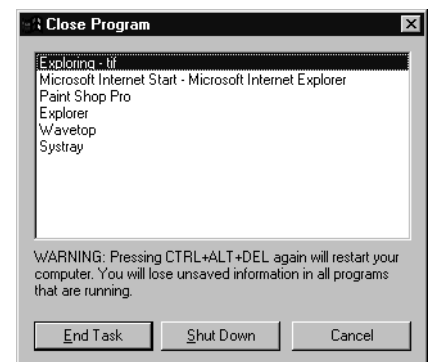 Close Program
Exploring - tif
Microsoft Internet Start - Microsoft Internet Explorer
Paint Shop Pro
Explorer
Wavetop
Systray
WARNING: Pressing CTRL+ALT+DEL again will restart your
computer. You will lose unsaved information in all programs
that are running.
End Task
Shut Down
Cancel